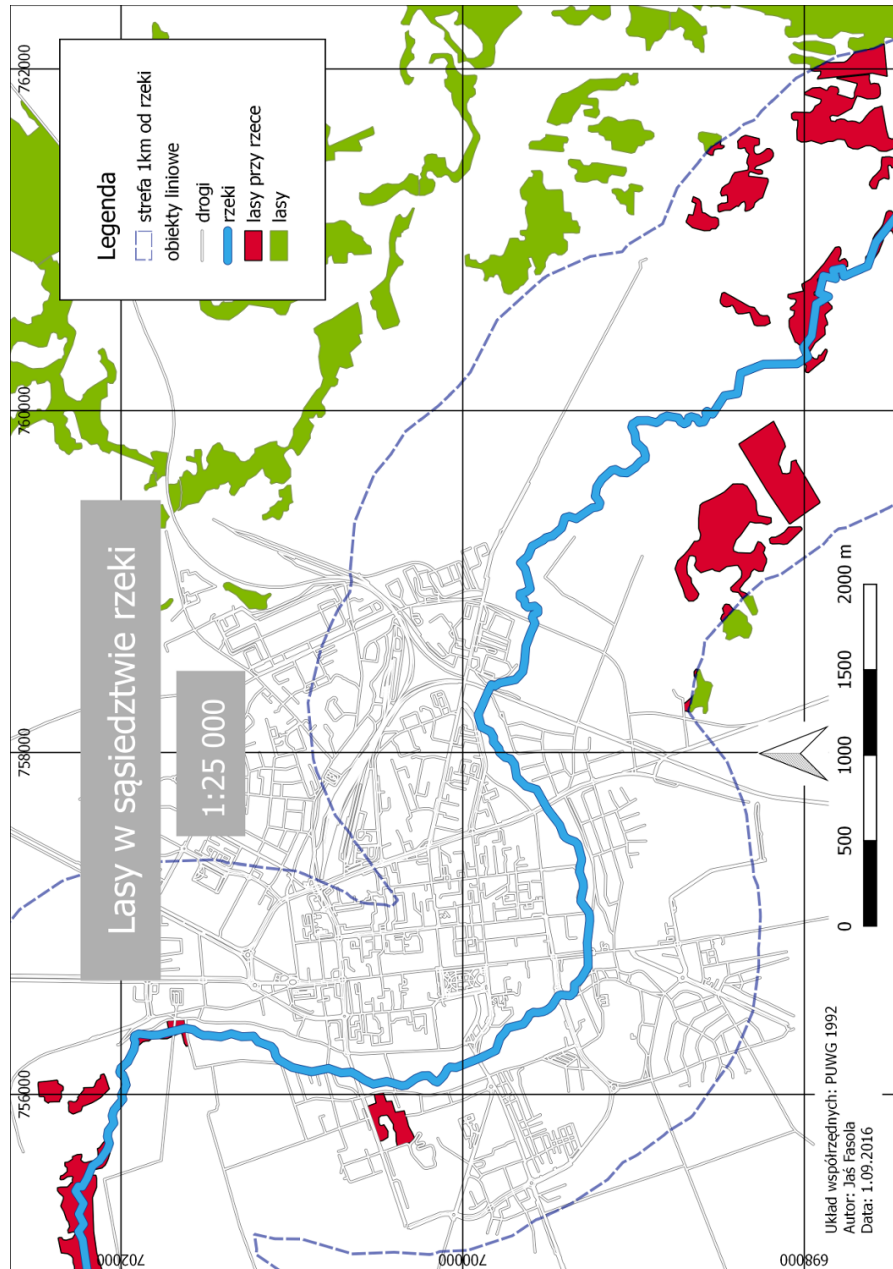 Lasy w sąsiedztwie rzeki
1:25 000
Legenda
strefa 1km od rzeki
obiekty liniowe
drogi
rzeki
lasy przy rzece
lasy
756000
758000
760000
762000
702000
700000
698000
0
500
1000
1500
2000 m
Układ współrzędnych: PUWG 1992
Autor: Jaś Fasola
Data: 1.09.2016